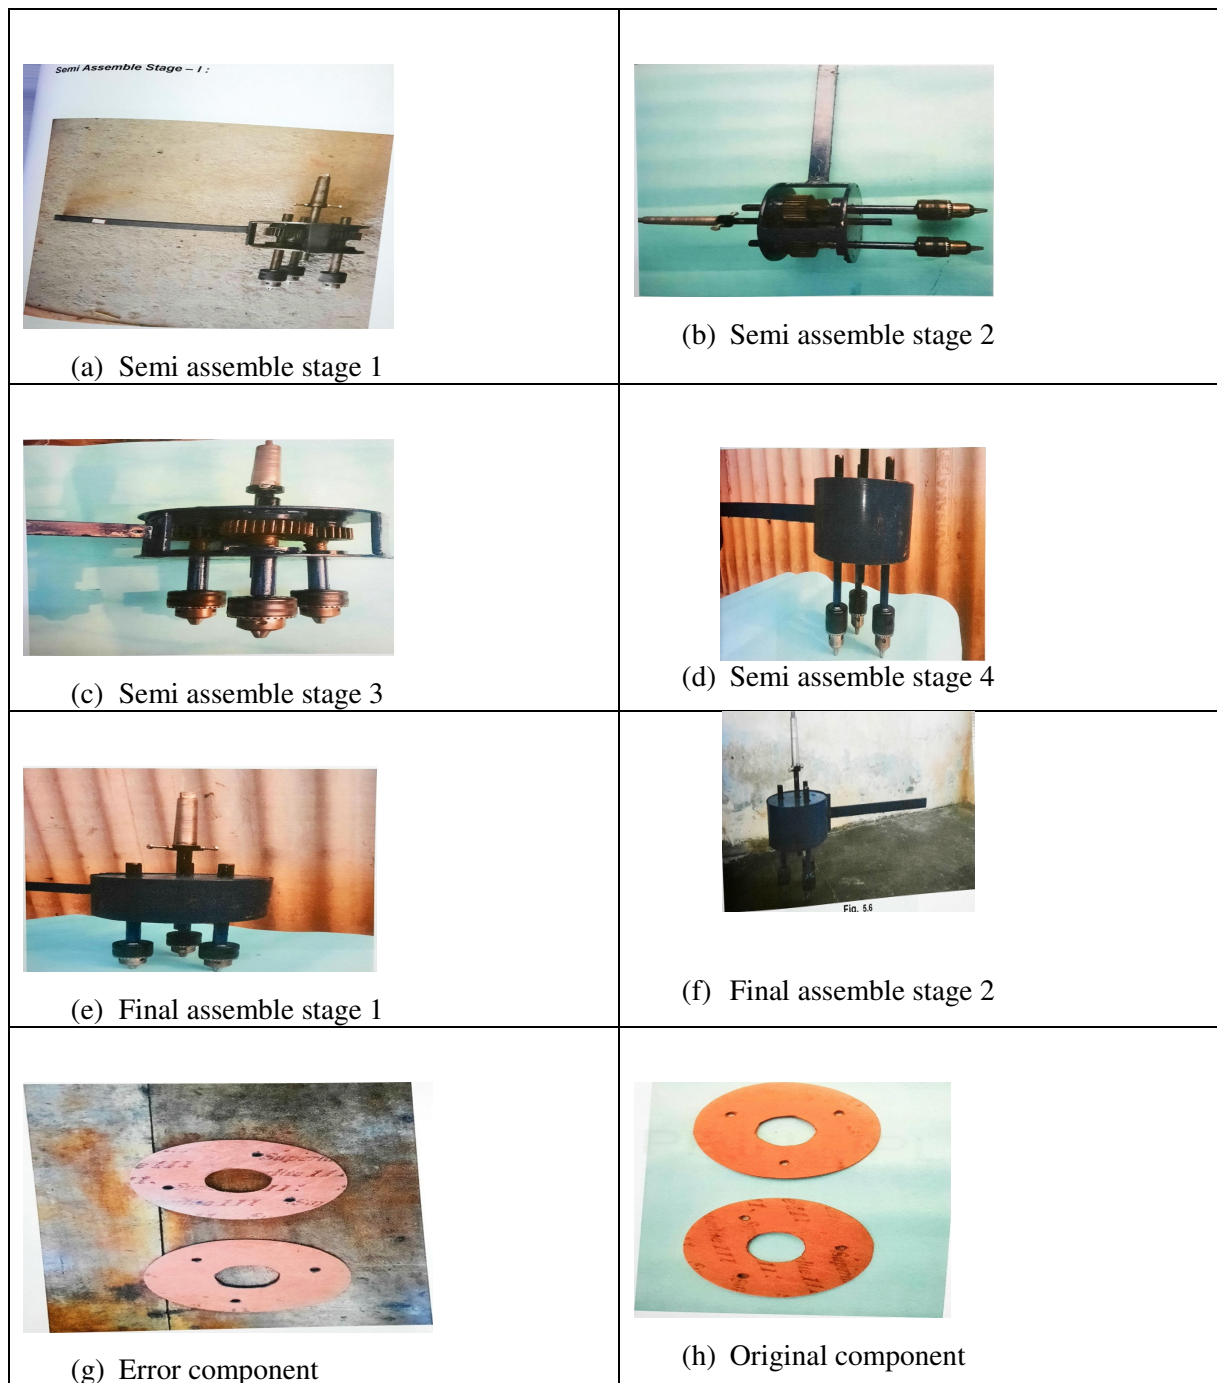 Semi Assemble Stage – I :
(a) Semi assemble stage 1
(b) Semi assemble stage 2
(c) Semi assemble stage 3
(d) Semi assemble stage 4
(e) Final assemble stage 1
Fig. 5.6
(f) Final assemble stage 2
(g) Error component
(h) Original component